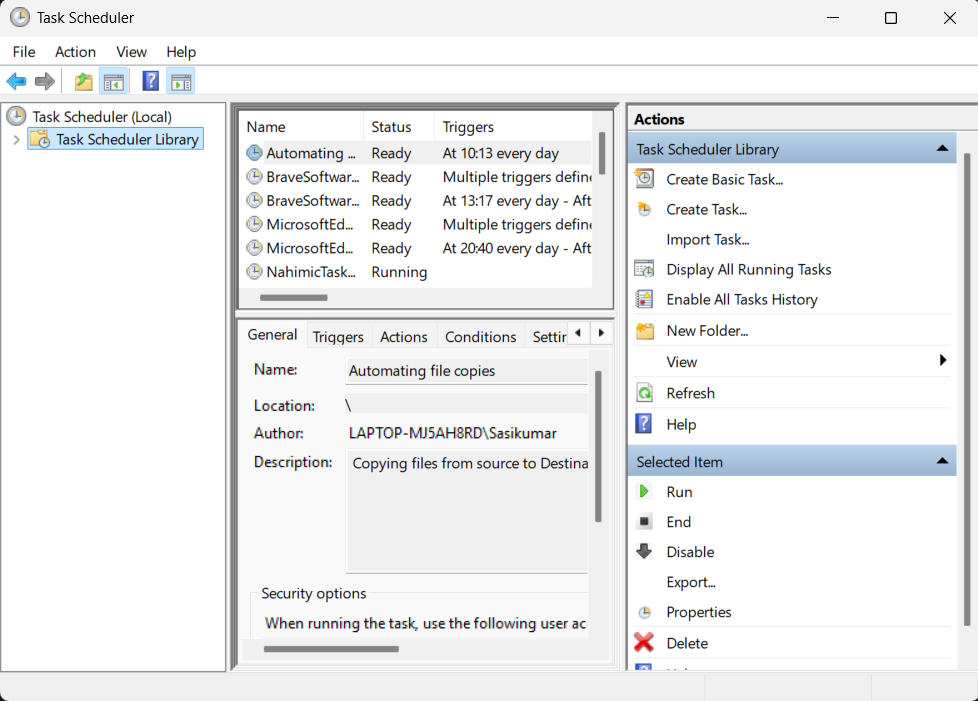 Task Scheduler
File Action View Help
Task Scheduler (Local)
Task Scheduler Library
Name Status Triggers
Automating ... Ready At 10:13 every day
BraveSoftwar... Ready Multiple triggers define
BraveSoftwar... Ready At 13:17 every day - Aft
MicrosoftEd... Ready Multiple triggers define
MicrosoftEd... Ready At 20:40 every day - Aft
NahimicTask... Running
General Triggers Actions Conditions Settin
Name: Automating file copies
Location: \
Author: LAPTOP-MJ5AH8RD\Sasikumar
Description: Copying files from source to Destina
Security options
When running the task, use the following user ac
Actions
Task Scheduler Library
Create Basic Task...
Create Task...
Import Task...
Display All Running Tasks
Enable All Tasks History
New Folder...
View
Refresh
Help
Selected Item
Run
End
Disable
Export...
Properties
Delete